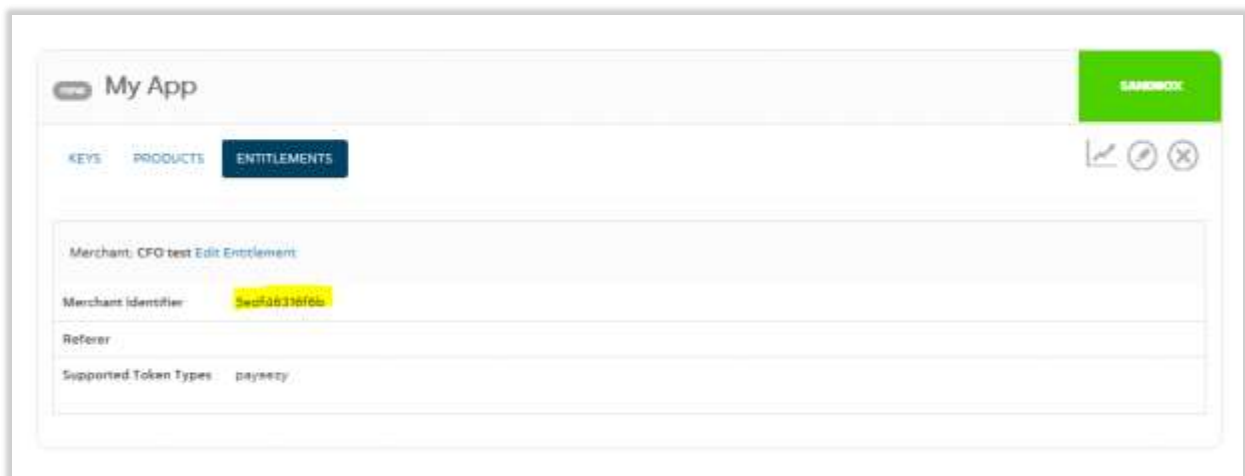 My App
SANDBOX
KEYS PRODUCTS ENTITLEMENTS
Merchant: CFO test Edit Entitlement
Merchant Identifier
Referer
Supported Token Types payeezy